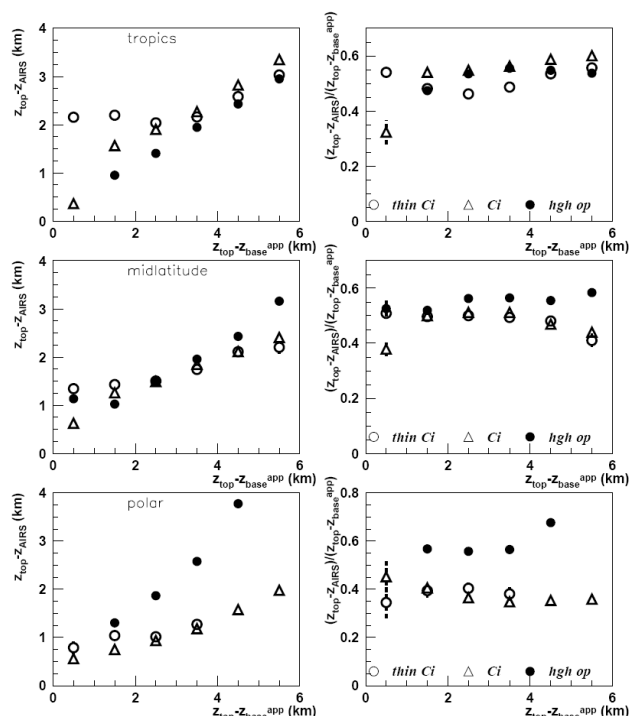 tropics
z_top-z_AIRS (km)
4
3
2
1
0
0 2 4 6
z_top-z_base^app (km)
(z_top-z_AIRS)/(z_top-z_base^app)
0.6
0.4
0.2
0
thin Ci Ci hgh op
0 2 4 6
z_top-z_base^app (km)
midlatitude
z_top-z_AIRS (km)
4
3
2
1
0
0 2 4 6
z_top-z_base^app (km)
(z_top-z_AIRS)/(z_top-z_base^app)
0.6
0.4
0.2
0
thin Ci Ci hgh op
0 2 4 6
z_top-z_base^app (km)
polar
z_top-z_AIRS (km)
4
3
2
1
0
0 2 4 6
z_top-z_base^app (km)
(z_top-z_AIRS)/(z_top-z_base^app)
0.8
0.6
0.4
0.2
0
thin Ci Ci hgh op
0 2 4 6
z_top-z_base^app (km)